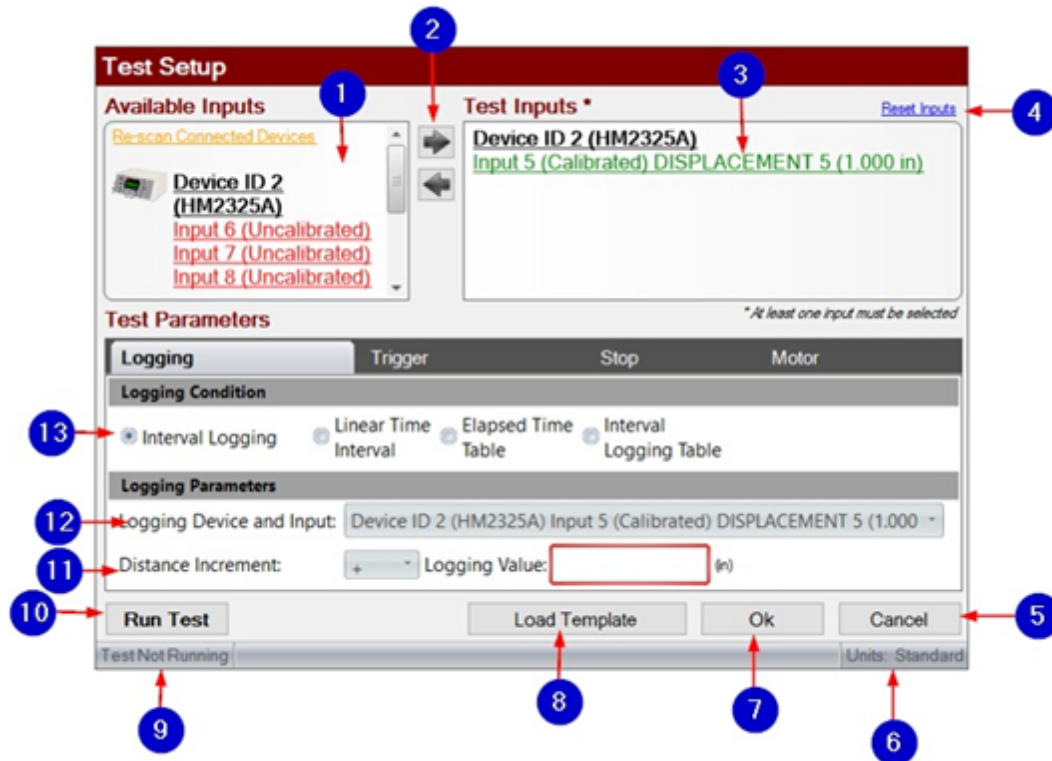 2
Test Setup
1
3
Available Inputs
Test Inputs *
Reset Inputs
4
Re-scan Connected Devices
Device ID 2 (HM2325A)
Input 5 (Calibrated) DISPLACEMENT 5 (1.000 in)
Device ID 2
(HM2325A)
Input 6 (Uncalibrated)
Input 7 (Uncalibrated)
Input 8 (Uncalibrated)
* At least one input must be selected
Test Parameters
Logging Trigger Stop Motor
Logging Condition
13
Interval Logging
Linear Time
Interval
Elapsed Time
Table
Interval
Logging Table
Logging Parameters
12
Logging Device and Input: Device ID 2 (HM2325A) Input 5 (Calibrated) DISPLACEMENT 5 (1.000
11
Distance Increment: + Logging Value: (in)
10
Run Test Load Template Ok Cancel
5
Test Not Running Units: Standard
9
8
7
6